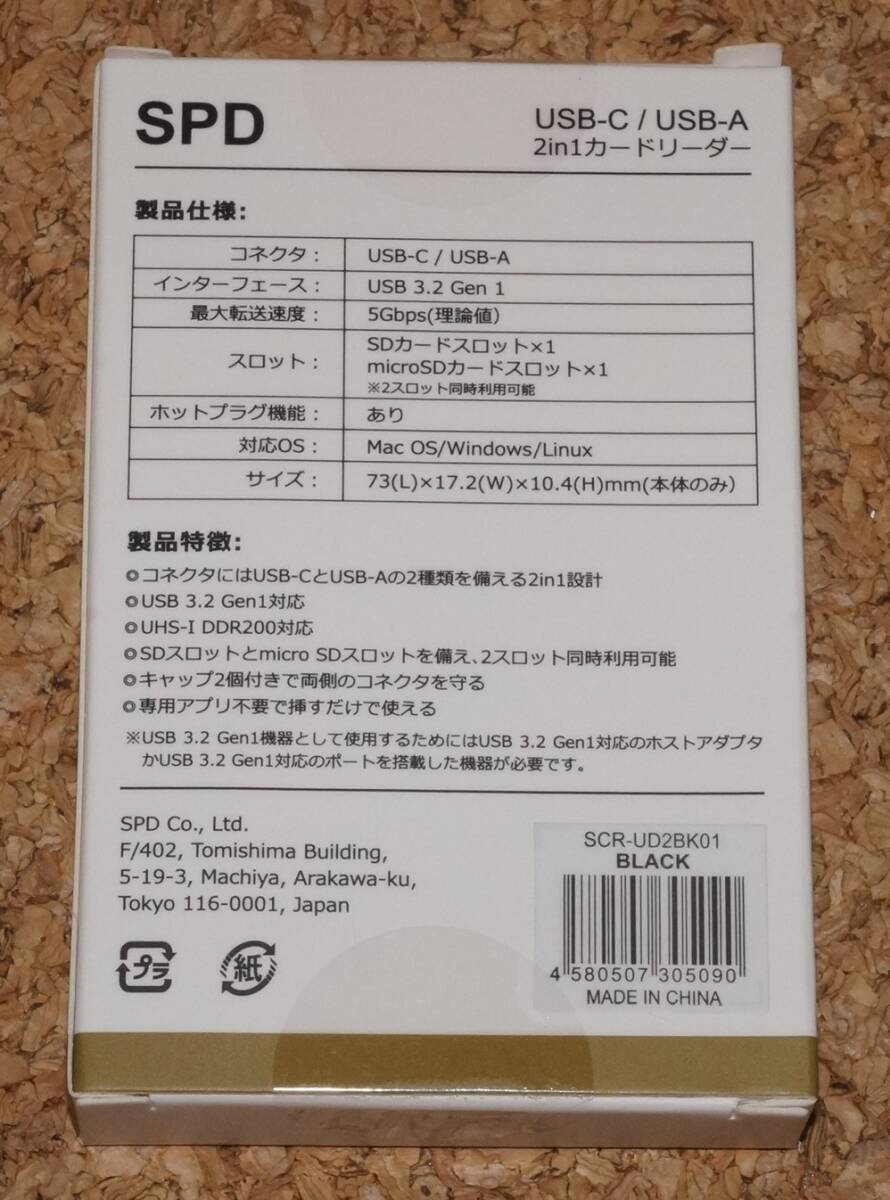 SPD
USB-C / USB-A
2in1カードリーダー
製品仕様:
コネクタ： USB-C / USB-A
インターフェース： USB 3.2 Gen 1
最大転送速度： 5Gbps(理論値）
スロット： SDカードスロット×1
microSDカードスロット×1
※2スロット同時利用可能
ホットプラグ機能： あり
対応OS： Mac OS/Windows/Linux
サイズ： 73(L)×17.2(W)×10.4(H)mm(本体のみ）
製品特徴:
◎コネクタにはUSB-CとUSB-Aの2種類を備える2in1設計
◎USB 3.2 Gen1対応
◎UHS-I DDR200対応
◎SDスロットとmicro SDスロットを備え、2スロット同時利用可能
◎キャップ2個付きで両側のコネクタを守る
◎専用アプリ不要で挿すだけで使える
※USB 3.2 Gen1機器として使用するためにはUSB 3.2 Gen1対応のホストアダプタ
かUSB 3.2 Gen1対応のポートを搭載した機器が必要です。
SPD Co., Ltd.
F/402, Tomishima Building,
5-19-3, Machiya, Arakawa-ku,
Tokyo 116-0001, Japan
プラ
紙
SCR-UD2BK01
BLACK
4 580507 305090
MADE IN CHINA